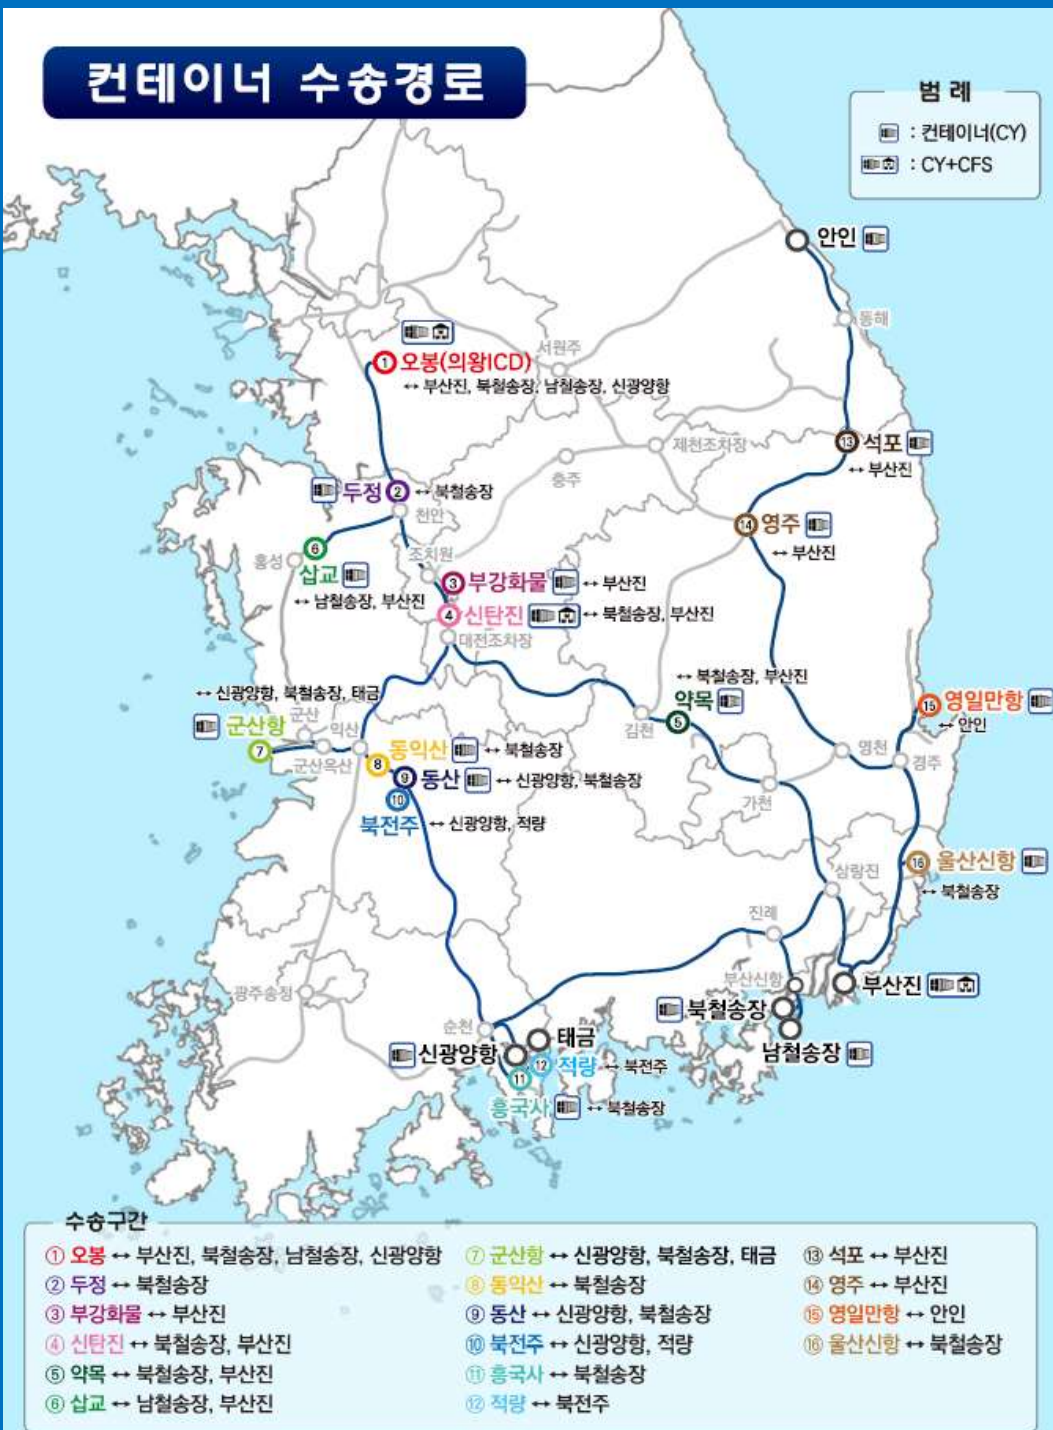 컨테이너 수송경로
범 례
: 컨테이너(CY)
: CY+CFS
안인
동해
서원주
① 오봉(의왕ICD)
↔ 부산진, 북철송장, 남철송장, 신광양항
제천조차장
⑬ 석포
↔ 부산진
충주
두정 ② ↔ 북철송장
천안
⑭ 영주
↔ 부산진
⑥
삽교
↔ 남철송장, 부산진
홍성
조치원
③ 부강화물 ↔ 부산진
④ 신탄진 ↔ 북철송장, 부산진
대전조차장
↔ 북철송장, 부산진
약목
⑤
김천
↔ 신광양항, 북철송장, 태금
군산항
⑦
군산
익산
군산옥산
⑮ 영일만항
↔ 안인
동익산 ↔ 북철송장
⑧
⑨ 동산 ↔ 신광양항, 북철송장
⑩
북전주 ↔ 신광양항, 적량
영천
경주
가천
⑯ 울산신항
↔ 북철송장
삼랑진
진례
부산신항
부산진
북철송장
남철송장
광주송정
순천
태금
신광양항
⑫ 적량 ↔ 북전주
⑪
흥국사 ↔ 북철송장
수송구간
① 오봉 ↔ 부산진, 북철송장, 남철송장, 신광양항
② 두정 ↔ 북철송장
③ 부강화물 ↔ 부산진
④ 신탄진 ↔ 북철송장, 부산진
⑤ 약목 ↔ 북철송장, 부산진
⑥ 삽교 ↔ 남철송장, 부산진
⑦ 군산항 ↔ 신광양항, 북철송장, 태금
⑧ 동익산 ↔ 북철송장
⑨ 동산 ↔ 신광양항, 북철송장
⑩ 북전주 ↔ 신광양항, 적량
⑪ 흥국사 ↔ 북철송장
⑫ 적량 ↔ 북전주
⑬ 석포 ↔ 부산진
⑭ 영주 ↔ 부산진
⑮ 영일만항 ↔ 안인
⑯ 울산신항 ↔ 북철송장